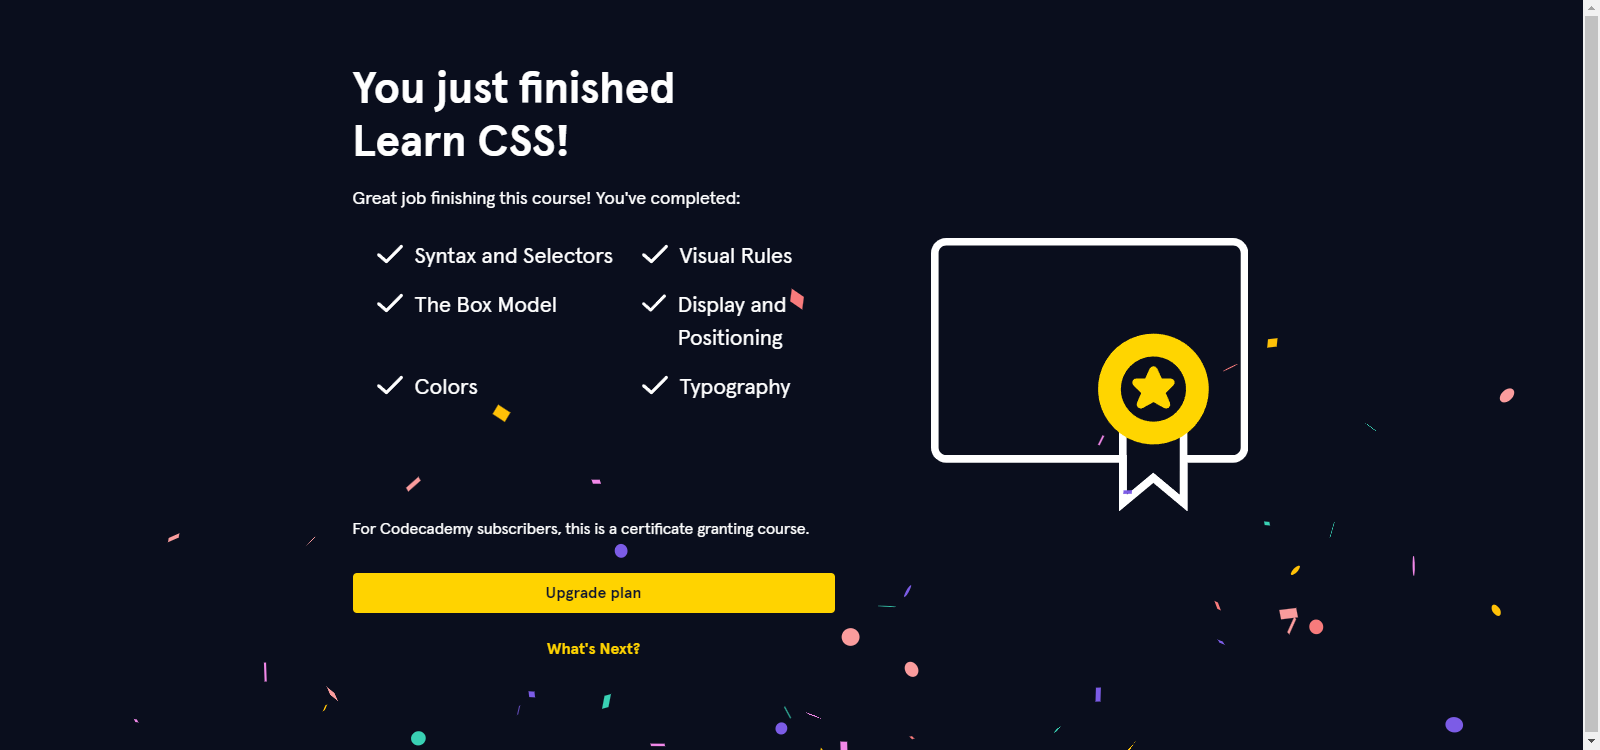 You just finished
Learn CSS!
Great job finishing this course! You've completed:
Syntax and Selectors
Visual Rules
The Box Model
Display and
Positioning
Colors
Typography
For Codecademy subscribers, this is a certificate granting course.
Upgrade plan
What's Next?